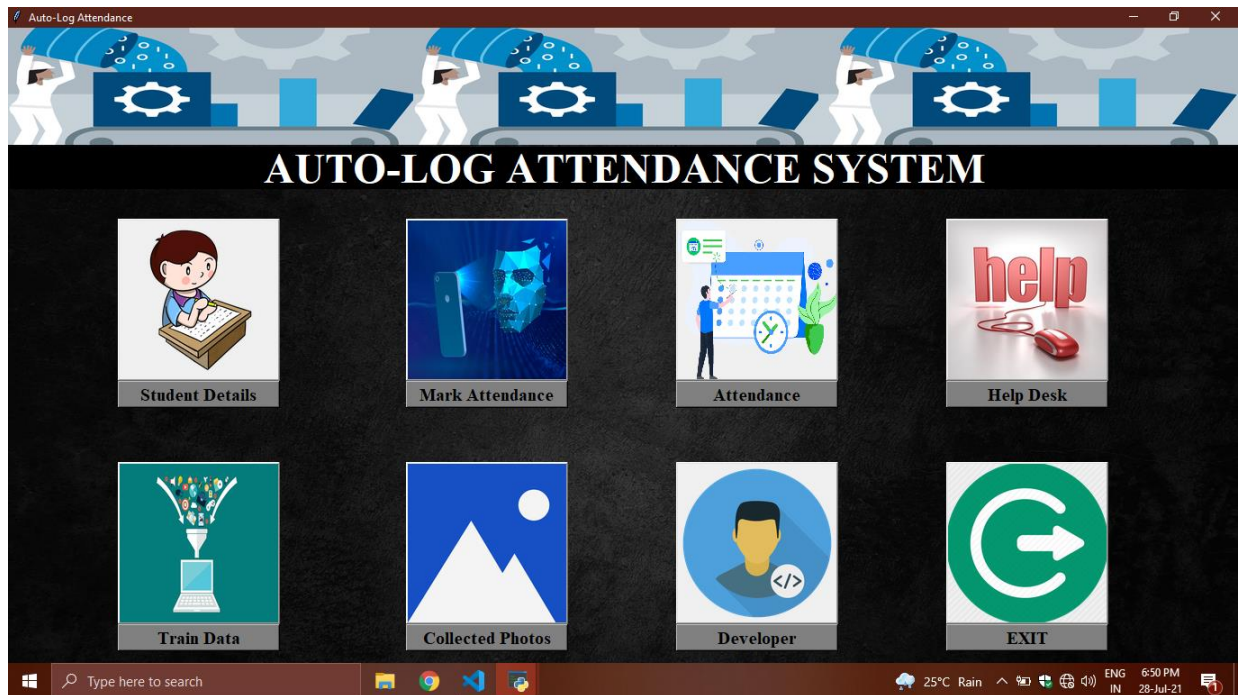 Auto-Log Attendance
AUTO-LOG ATTENDANCE SYSTEM
help
Student Details
Mark Attendance
Attendance
Help Desk
</>
Train Data
Collected Photos
Developer
EXIT
Type here to search
25°C Rain
ENG
IN
6:50 PM
28-Jul-21
1